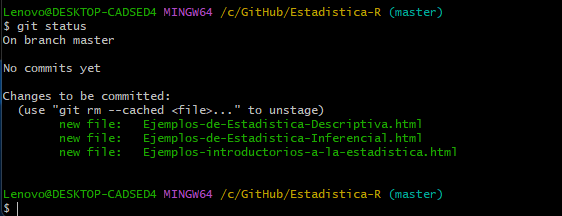 Lenovo@DESKTOP-CADSED4 MINGW64 /c/GitHub/Estadistica-R (master)
$ git status
On branch master
No commits yet
Changes to be committed:
  (use "git rm --cached <file>..." to unstage)
        new file:   Ejemplos-de-Estadistica-Descriptiva.html
        new file:   Ejemplos-de-Estadistica-Inferencial.html
        new file:   Ejemplos-introductorios-a-la-estadistica.html
Lenovo@DESKTOP-CADSED4 MINGW64 /c/GitHub/Estadistica-R (master)
$